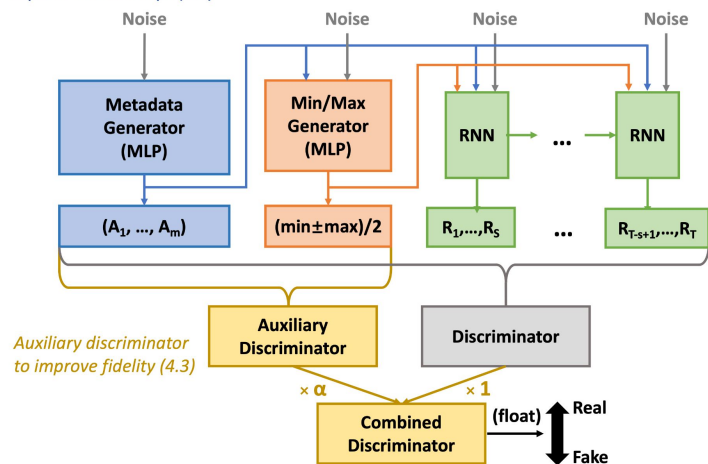 Noise
Noise
Noise
Noise
Metadata
Generator
(MLP)
Min/Max
Generator
(MLP)
RNN
...
RNN
(A1, ..., Am)
(min±max)/2
R1,...,RS
...
RT-s+1,...,RT
Auxiliary discriminator
to improve fidelity (4.3)
Auxiliary
Discriminator
Discriminator
× α
× 1
Combined
Discriminator
(float)
Real
Fake